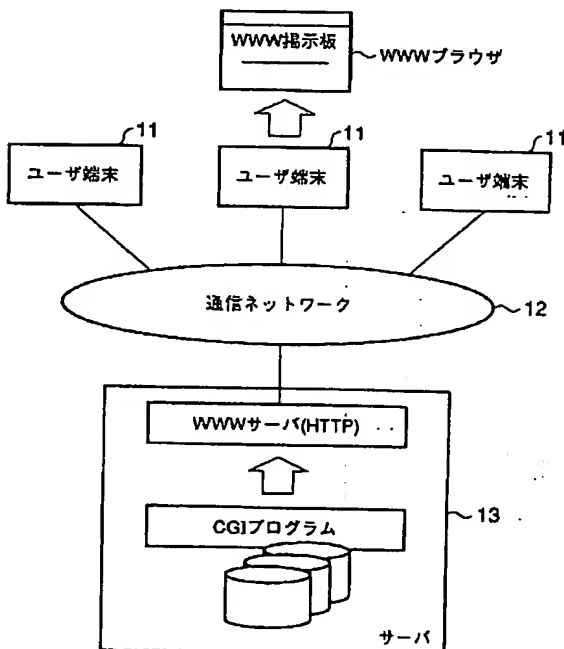 WWW掲示板
WWWブラウザ
11
11
11
ユーザ端末
ユーザ端末
ユーザ端末
通信ネットワーク
12
WWWサーバ(HTTP)
CGIプログラム
13
サーバ